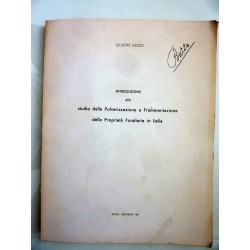 GIUSEPPE MEDICI
INTRODUZIONE
allo
studio della Polverizzazione e Frammentazione
della Proprietà Fondiaria in Italia